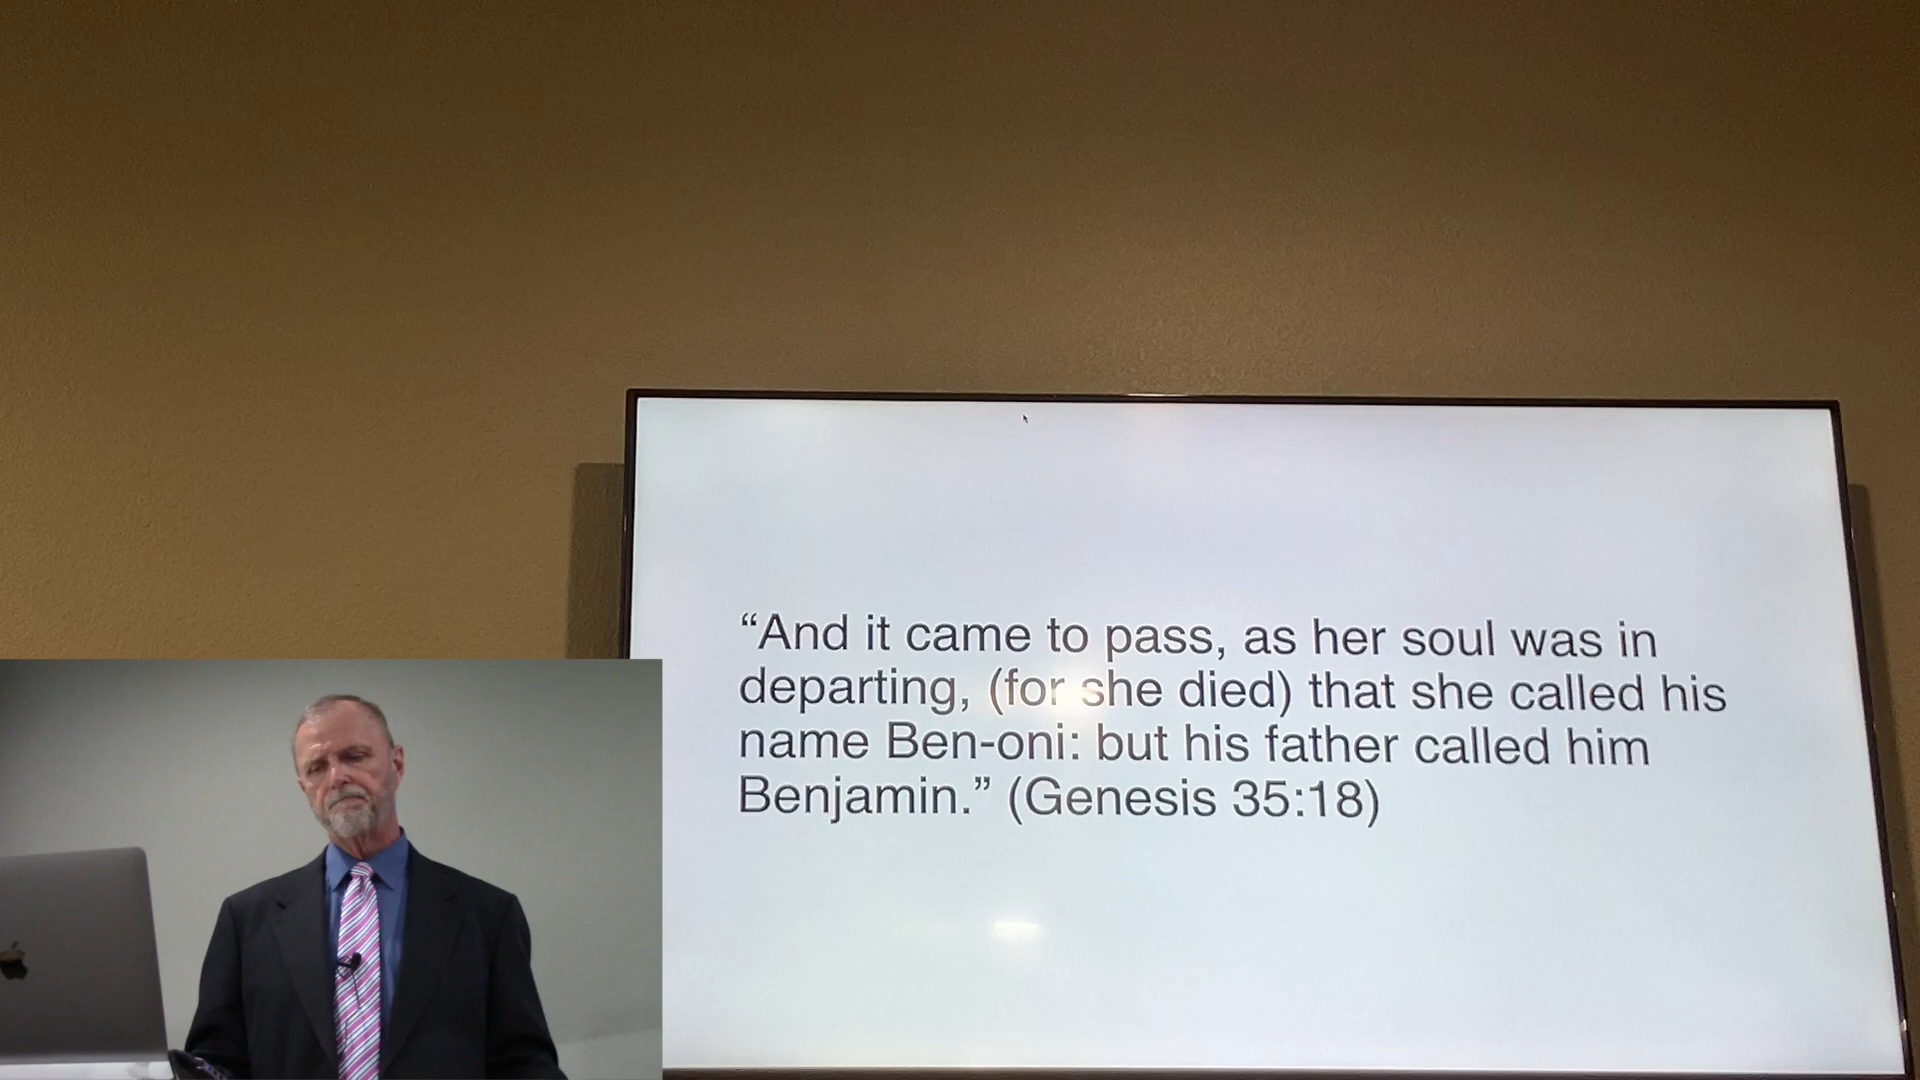 “And it came to pass, as her soul was in
departing, (for she died) that she called his
name Ben-oni: but his father called him
Benjamin.” (Genesis 35:18)